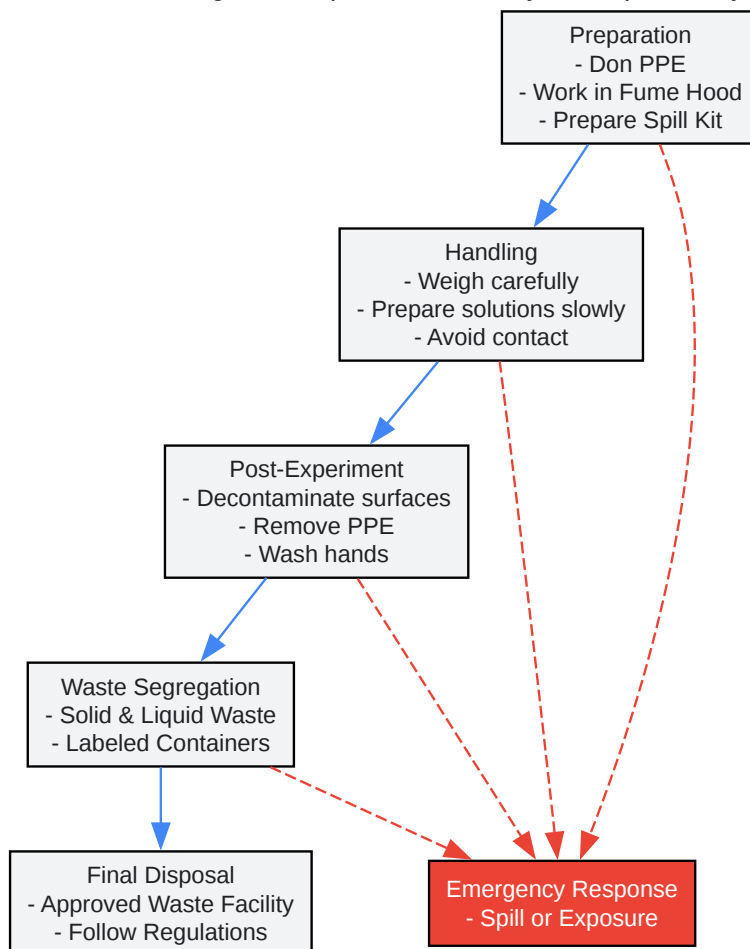 Preparation
- Don PPE
- Work in Fume Hood
- Prepare Spill Kit
Handling
- Weigh carefully
- Prepare solutions slowly
- Avoid contact
Post-Experiment
- Decontaminate surfaces
- Remove PPE
- Wash hands
Waste Segregation
- Solid & Liquid Waste
- Labeled Containers
Final Disposal
- Approved Waste Facility
- Follow Regulations
Emergency Response
- Spill or Exposure